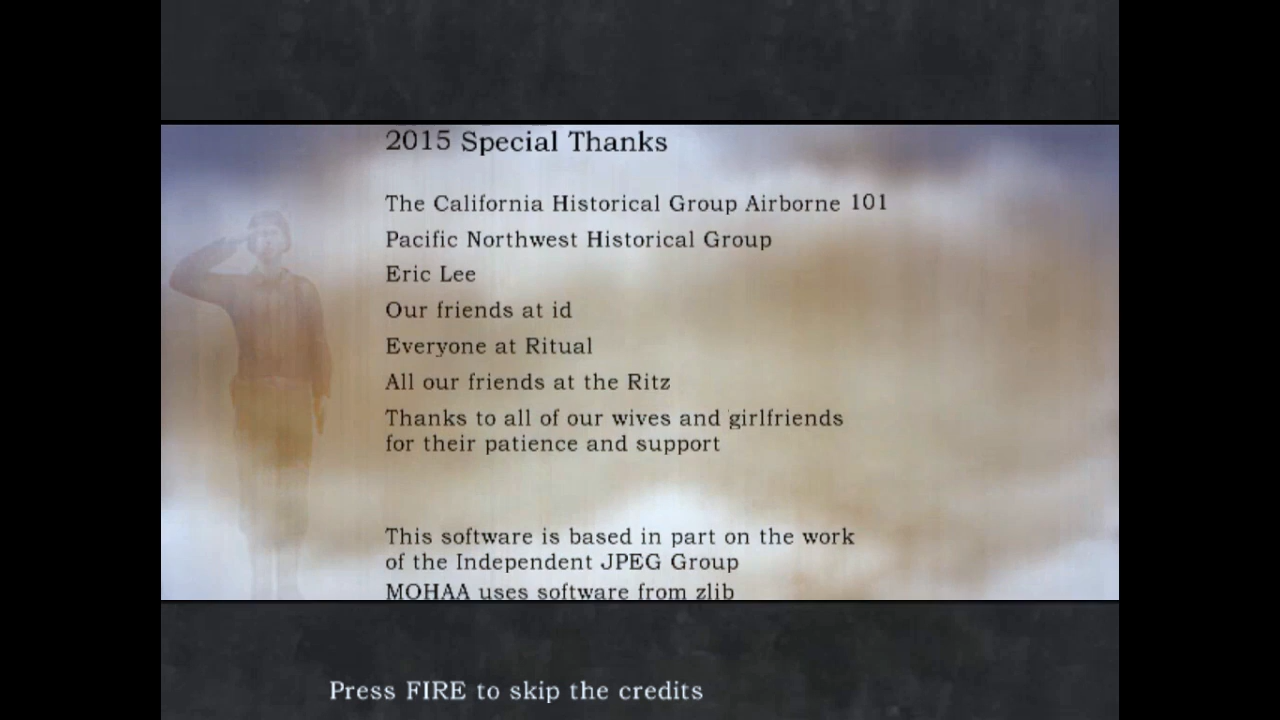 2015 Special Thanks
The California Historical Group Airborne 101
Pacific Northwest Historical Group
Eric Lee
Our friends at id
Everyone at Ritual
All our friends at the Ritz
Thanks to all of our wives and girlfriends
for their patience and support
This software is based in part on the work
of the Independent JPEG Group
MOHAA uses software from zlib
Press FIRE to skip the credits